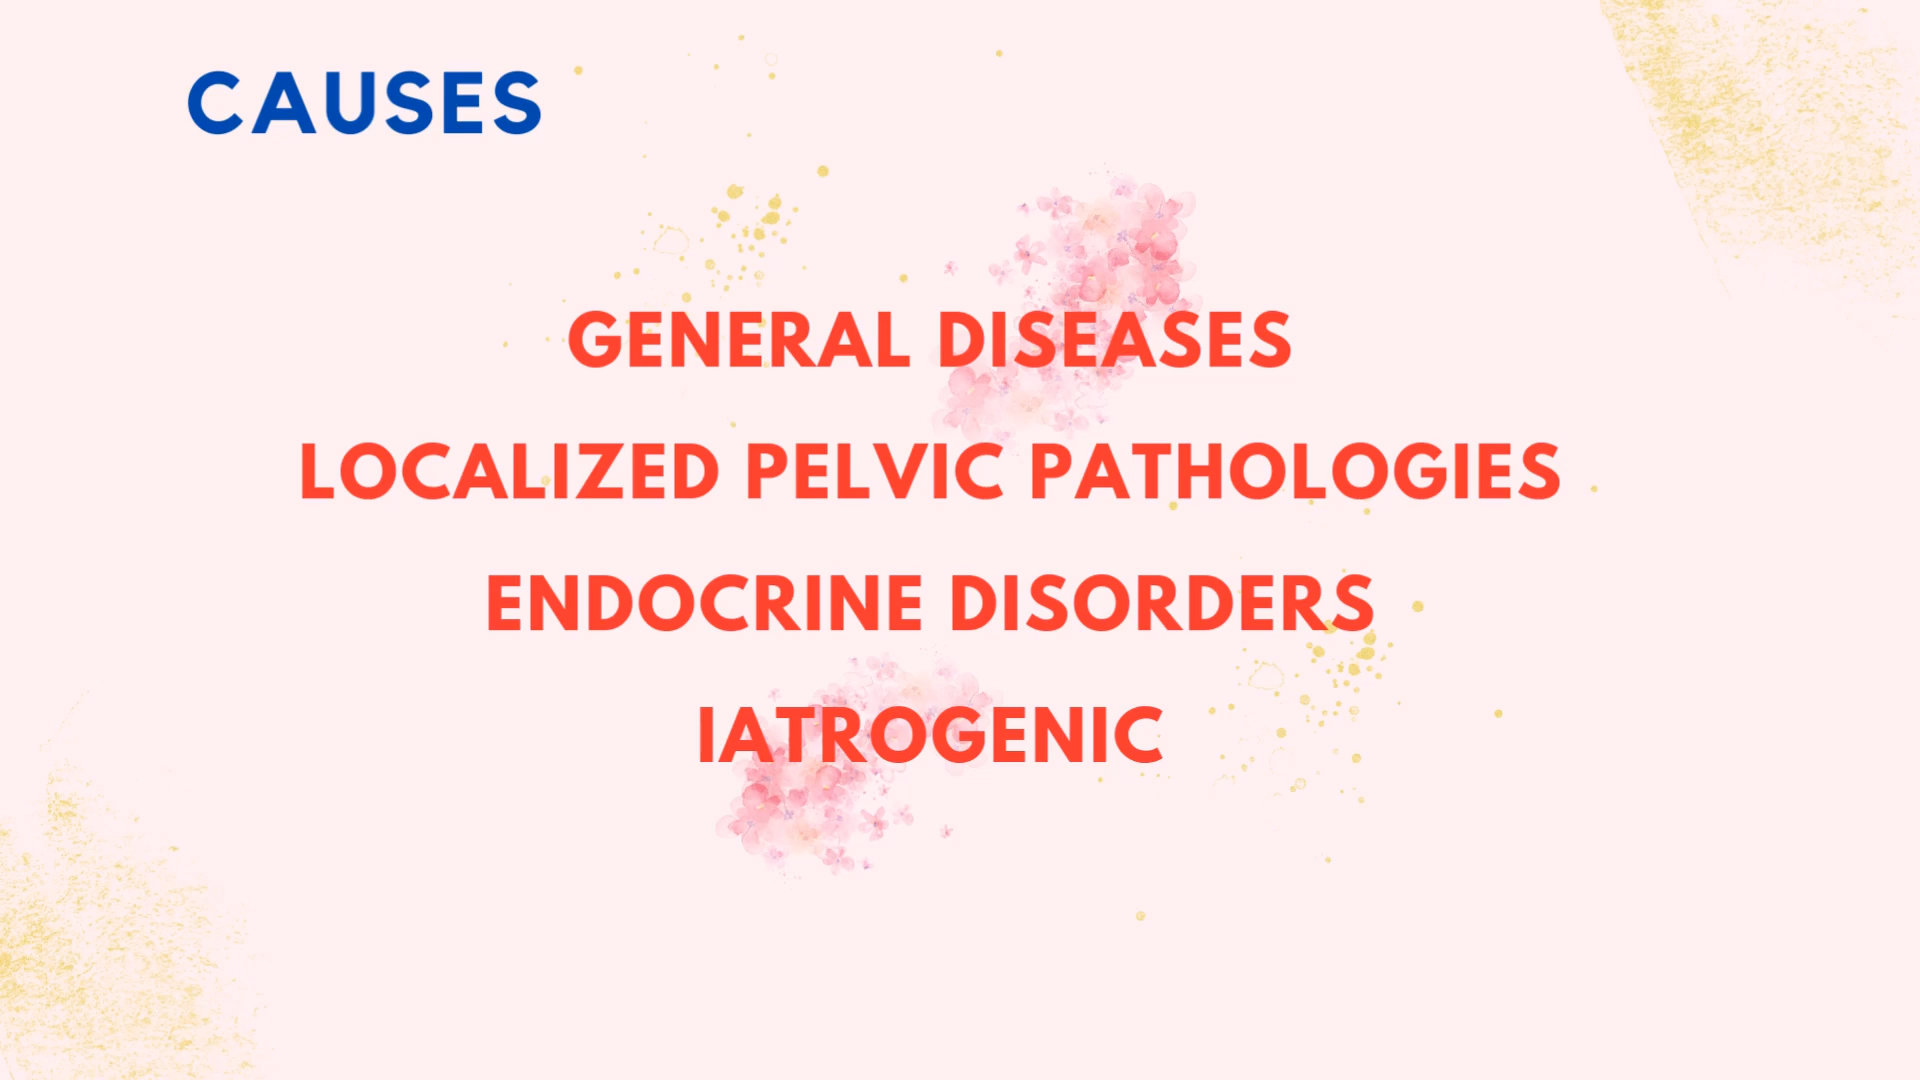 CAUSES
GENERAL DISEASES
LOCALIZED PELVIC PATHOLOGIES
ENDOCRINE DISORDERS
IATROGENIC